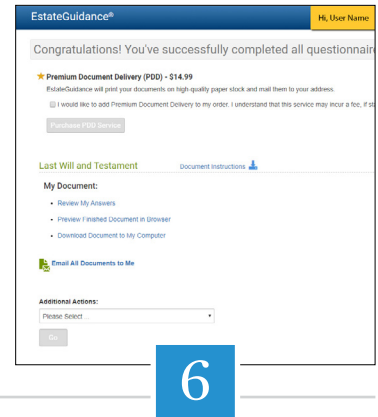 EstateGuidance®
Hi, User Name
Congratulations! You've successfully completed all questionnair
Premium Document Delivery (PDD) - $14.99
EstateGuidance will print your documents on high-quality paper stock and mail them to your address.
I would like to add Premium Document Delivery to my order. I understand that this service may incur a fee, if st
Purchase PDD Service
Last Will and Testament
Document Instructions
My Document:
• Review My Answers
• Preview Finished Document in Browser
• Download Document to My Computer
Email All Documents to Me
Additional Actions:
Please Select ...
Go
6